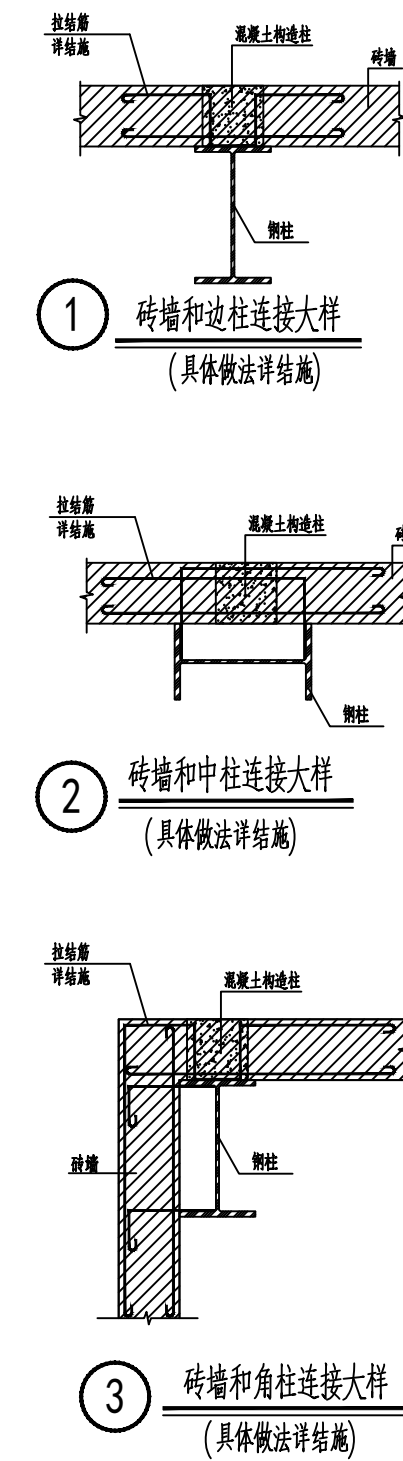 拉结筋
详结施
混凝土构造柱
砖墙
钢柱
1 砖墙和边柱连接大样
(具体做法详结施)
拉结筋
详结施
混凝土构造柱
钢柱
2 砖墙和中柱连接大样
(具体做法详结施)
拉结筋
详结施
混凝土构造柱
砖墙
钢柱
3 砖墙和角柱连接大样
(具体做法详结施)